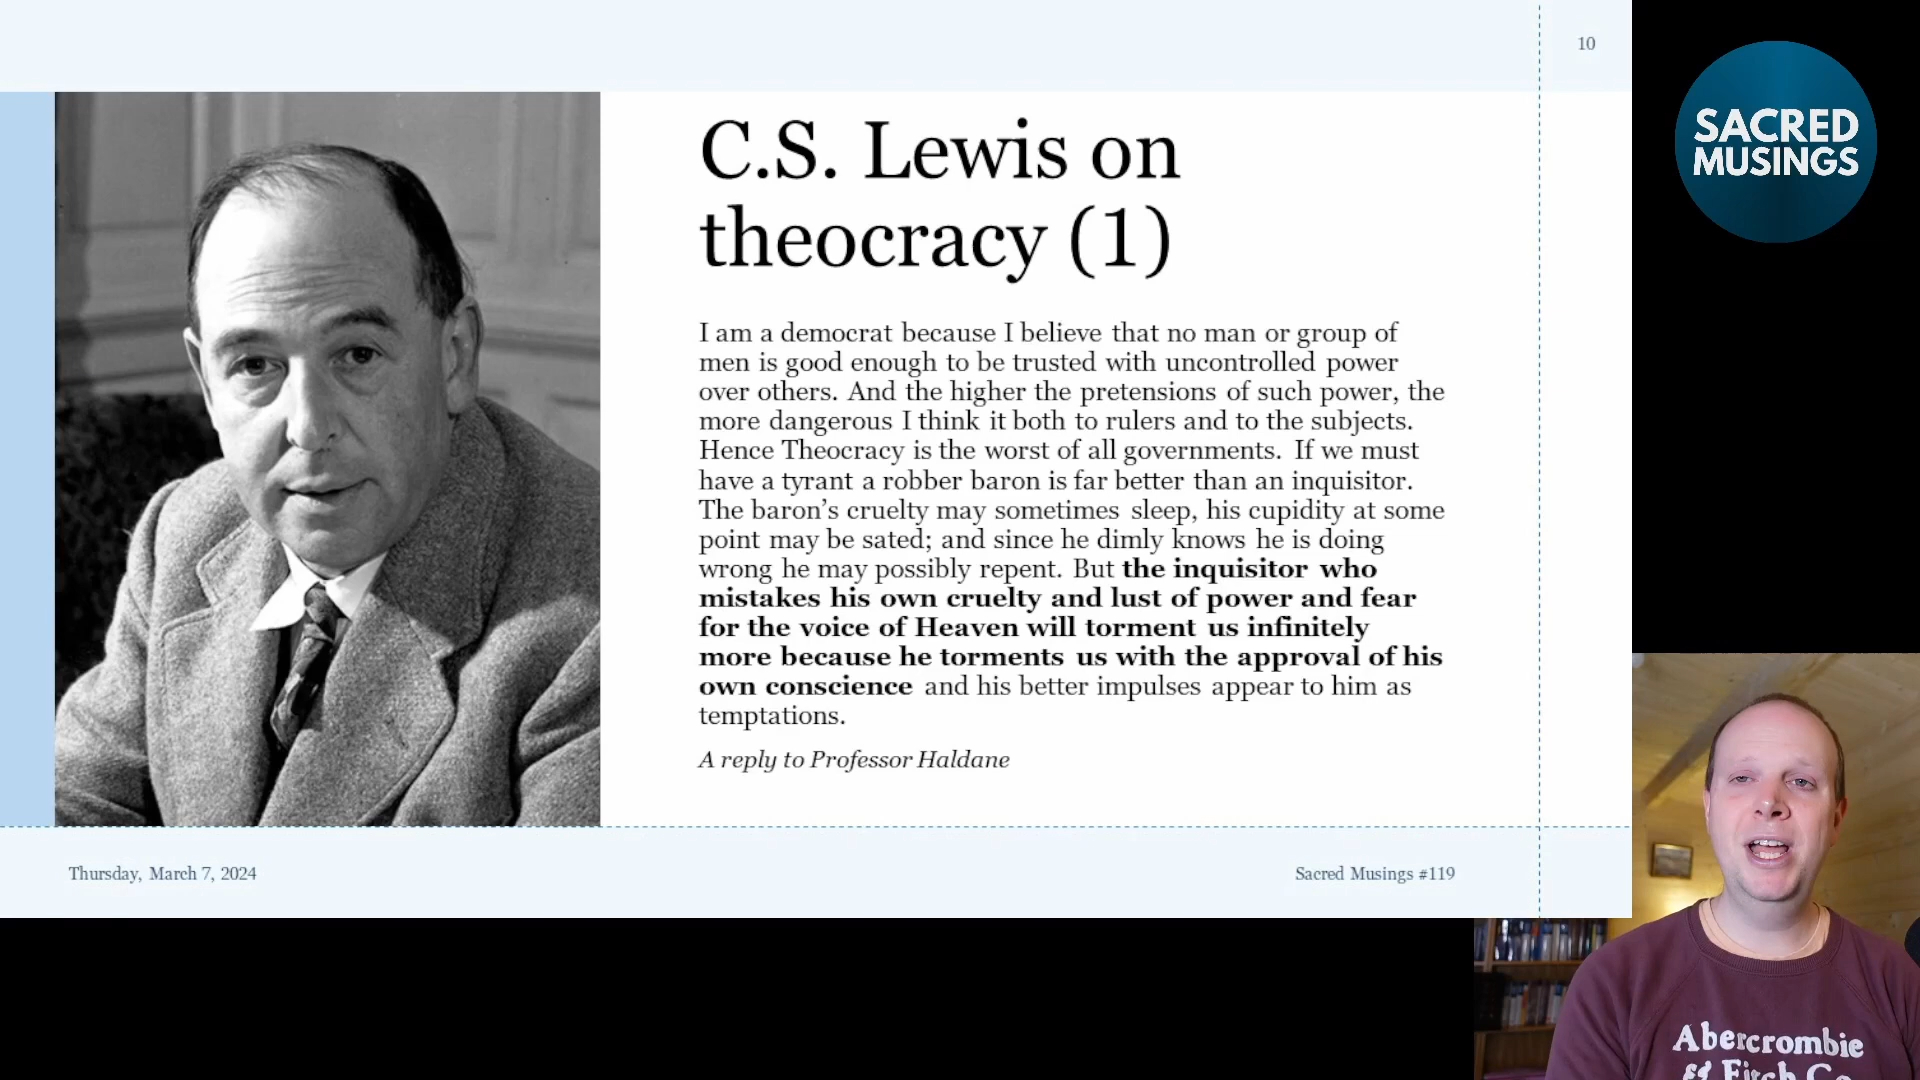 10
SACRED
MUSINGS
C.S. Lewis on
theocracy (1)
I am a democrat because I believe that no man or group of
men is good enough to be trusted with uncontrolled power
over others. And the higher the pretensions of such power, the
more dangerous I think it both to rulers and to the subjects.
Hence Theocracy is the worst of all governments. If we must
have a tyrant a robber baron is far better than an inquisitor.
The baron’s cruelty may sometimes sleep, his cupidity at some
point may be sated; and since he dimly knows he is doing
wrong he may possibly repent. But the inquisitor who
mistakes his own cruelty and lust of power and fear
for the voice of Heaven will torment us infinitely
more because he torments us with the approval of his
own conscience and his better impulses appear to him as
temptations.
A reply to Professor Haldane
Thursday, March 7, 2024
Sacred Musings #119
Abercrombie
& Fitch Co